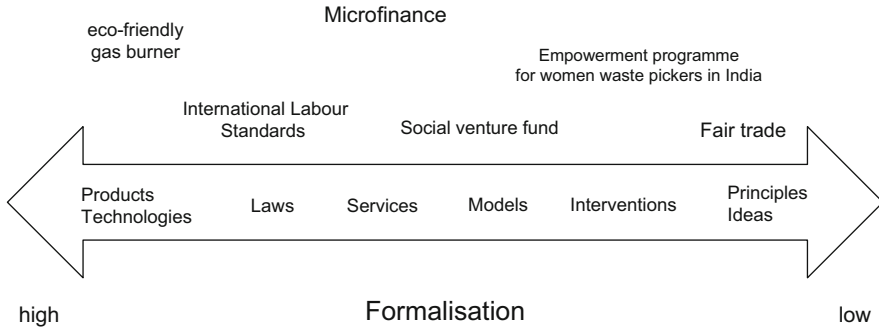 Microfinance
eco-friendly
gas burner
Empowerment programme
for women waste pickers in India
International Labour
Standards
Social venture fund
Fair trade
Products
Technologies
Laws
Services
Models
Interventions
Principles
Ideas
high
Formalisation
low